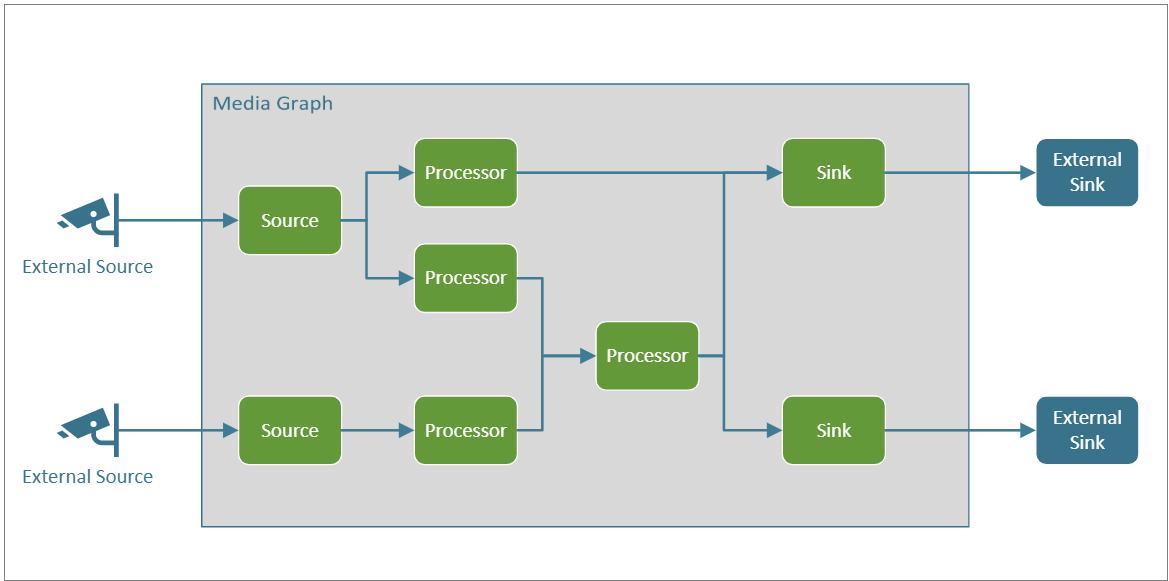 Media Graph
Processor
Sink
External
Sink
Source
External Source
Processor
Processor
Source
Processor
Sink
External
Sink
External Source